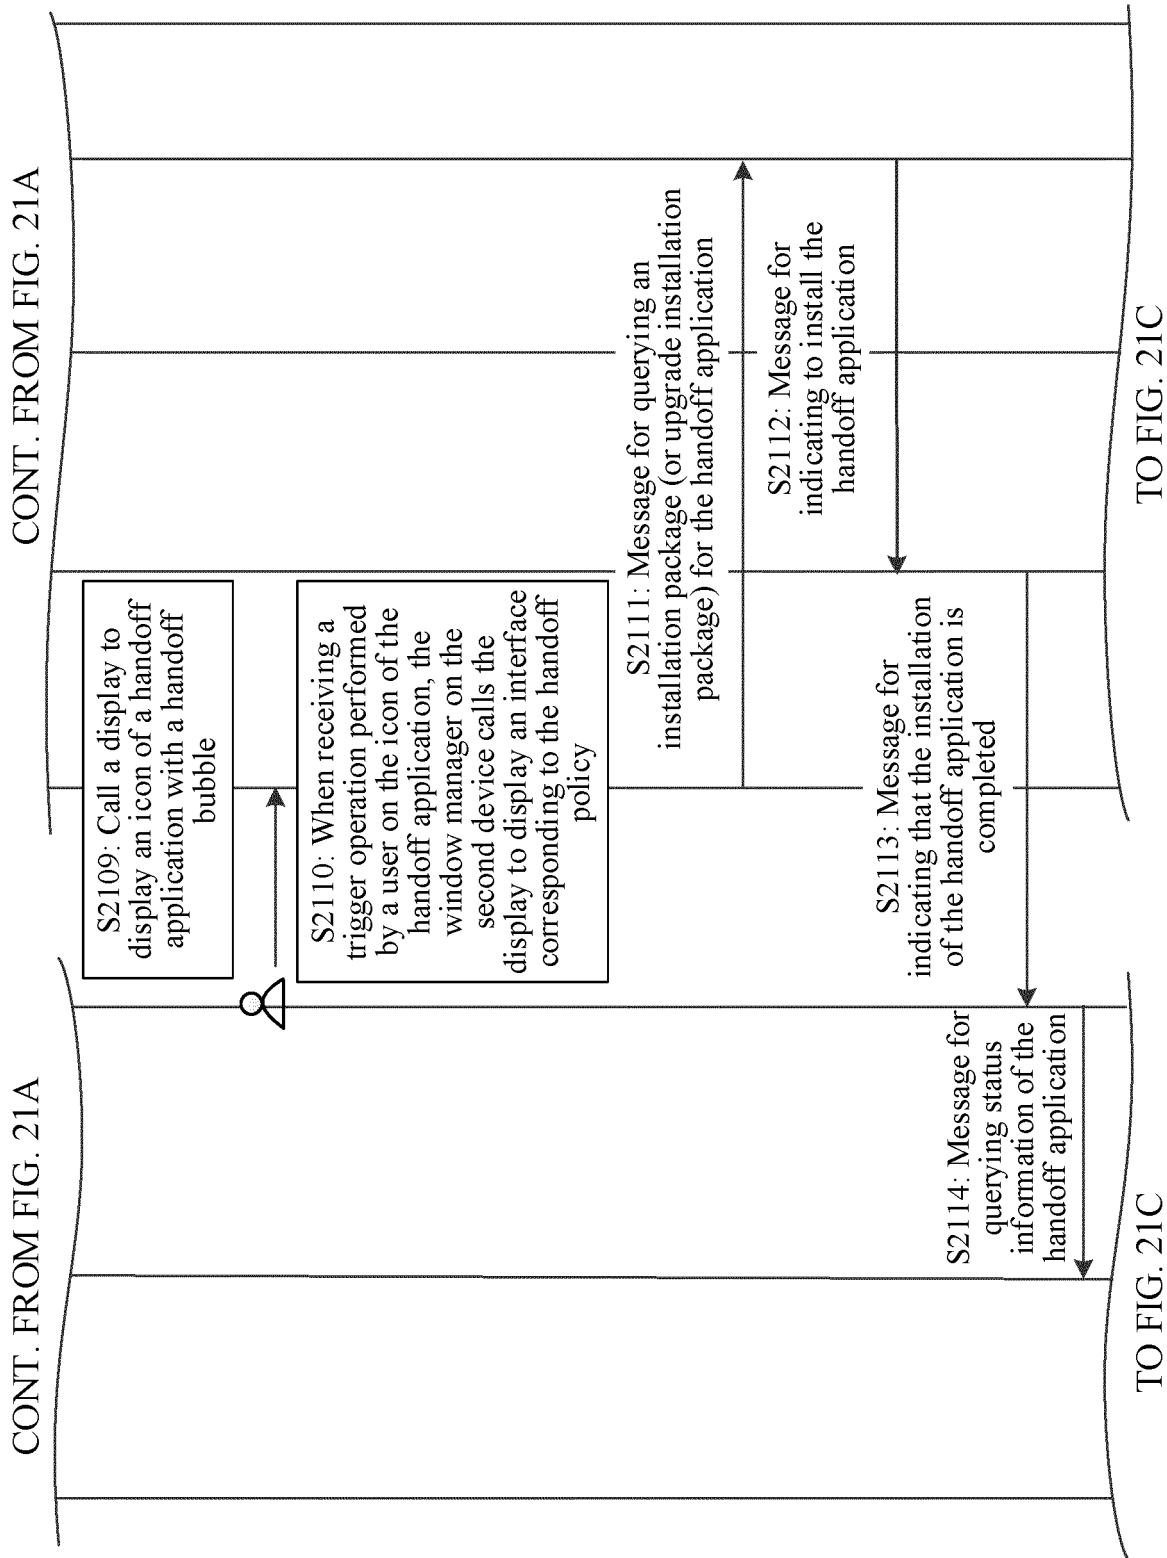 CONT. FROM FIG. 21A
CONT. FROM FIG. 21A
S2109: Call a display to
display an icon of a handoff
application with a handoff
bubble
S2110: When receiving a
trigger operation performed
by a user on the icon of the
handoff application, the
window manager on the
second device calls the
display to display an interface
corresponding to the handoff
policy
S2111: Message for querying an
installation package (or upgrade installation
package) for the handoff application
S2112: Message for
indicating to install the
handoff application
S2113: Message for
indicating that the installation
of the handoff application is
completed
S2114: Message for
querying status
information of the
handoff application
TO FIG. 21C
TO FIG. 21C